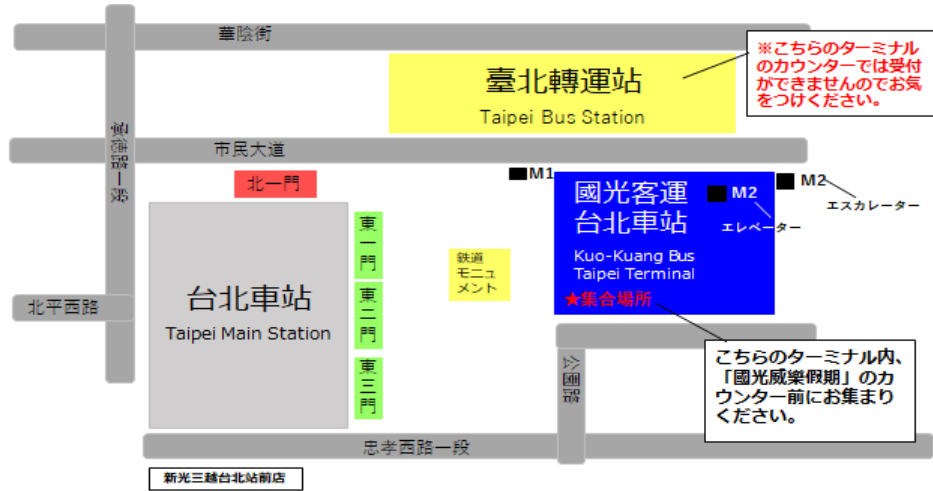 華陰街
※こちらのターミナル
のカウンターでは受付
ができませんのでお気
をつけください。
臺北轉運站
Taipei Bus Station
承德路一段
市民大道
北一門
M1
國光客運
台北車站
M2
M2
エスカレーター
エレベーター
東一門
鉄道
モニュ
メント
Kuo-Kuang Bus
Taipei Terminal
台北車站
Taipei Main Station
東二門
★集合場所
北平西路
東三門
公園路
こちらのターミナル内、
「國光威樂假期」のカ
ウンター前にお集まり
ください。
忠孝西路一段
新光三越台北站前店